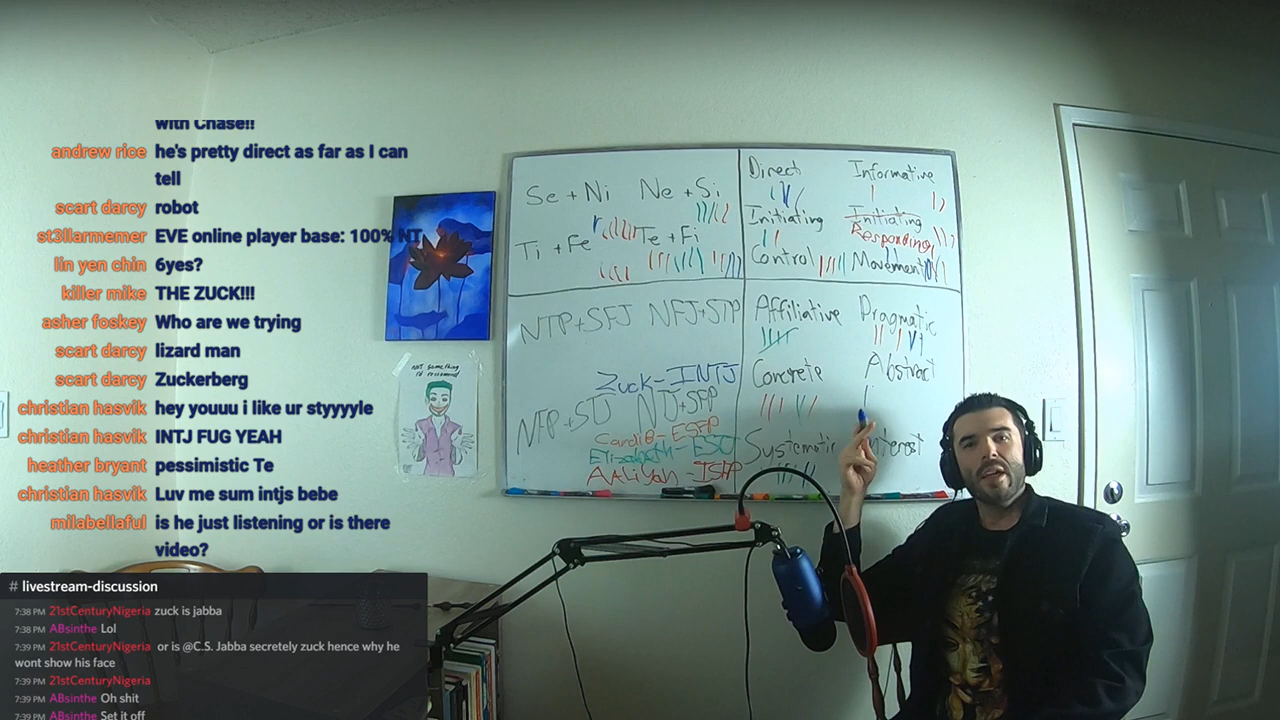 with Chase!!
andrew rice he's pretty direct as far as I can
tell
scart darcy robot
st3llarmemer EVE online player base: 100% NT
lin yen chin 6yes?
killer mike THE ZUCK!!!
asher foskey Who are we trying
scart darcy lizard man
scart darcy Zuckerberg
christian hasvik hey youuu i like ur styyyyle
christian hasvik INTJ FUG YEAH
heather bryant pessimistic Te
christian hasvik Luv me sum intjs bebe
milabellaful is he just listening or is there
video?
# livestream-discussion
7:38 PM 21stCenturyNigeria zuck is jabba
7:38 PM ABsinthe Lol
7:39 PM 21stCenturyNigeria or is @C.S. Jabba secretely zuck hence why he
wont show his face
7:39 PM 21stCenturyNigeria
7:39 PM ABsinthe Oh shit
7:39 PM ABsinthe Set it off
NOT something
I'd recommend
Se + Ni Ne + Si
Ti + Fe Te + Fi
NTP + SFJ NFJ + STP
Zuck - INTJ
NFP + STJ NTJ + SFP
Cardi B - ESFP
Elizabeth - ESTJ
Aaliyah - ISFP
Direct Informative
Initiating Initiating
Responding
Control Movement
Affiliative Pragmatic
Concrete Abstract
Systematic Interest